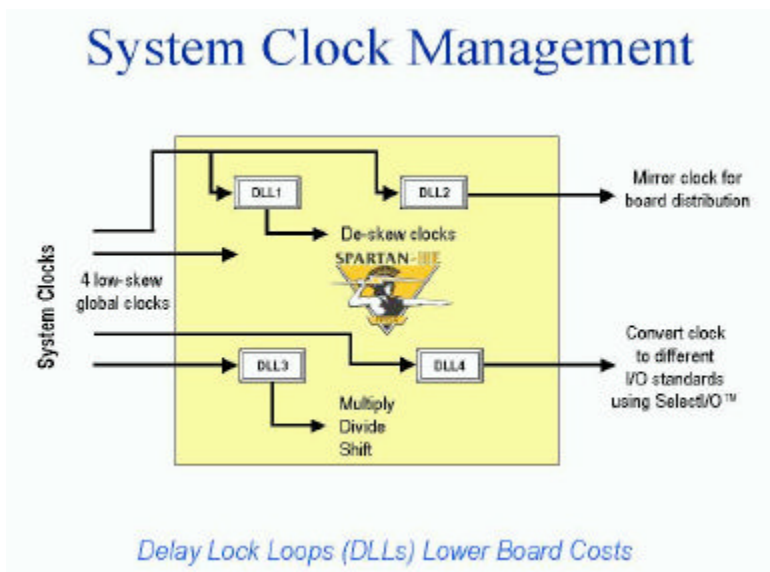 System Clock Management
DLL1
DLL2
Mirror clock for
board distribution
De-skew clocks
System Clocks
4 low-skew
global clocks
SPARTAN-IIE
DLL3
DLL4
Convert clock
to different
I/O standards
using SelectI/O™
Multiply
Divide
Shift
Delay Lock Loops (DLLs) Lower Board Costs